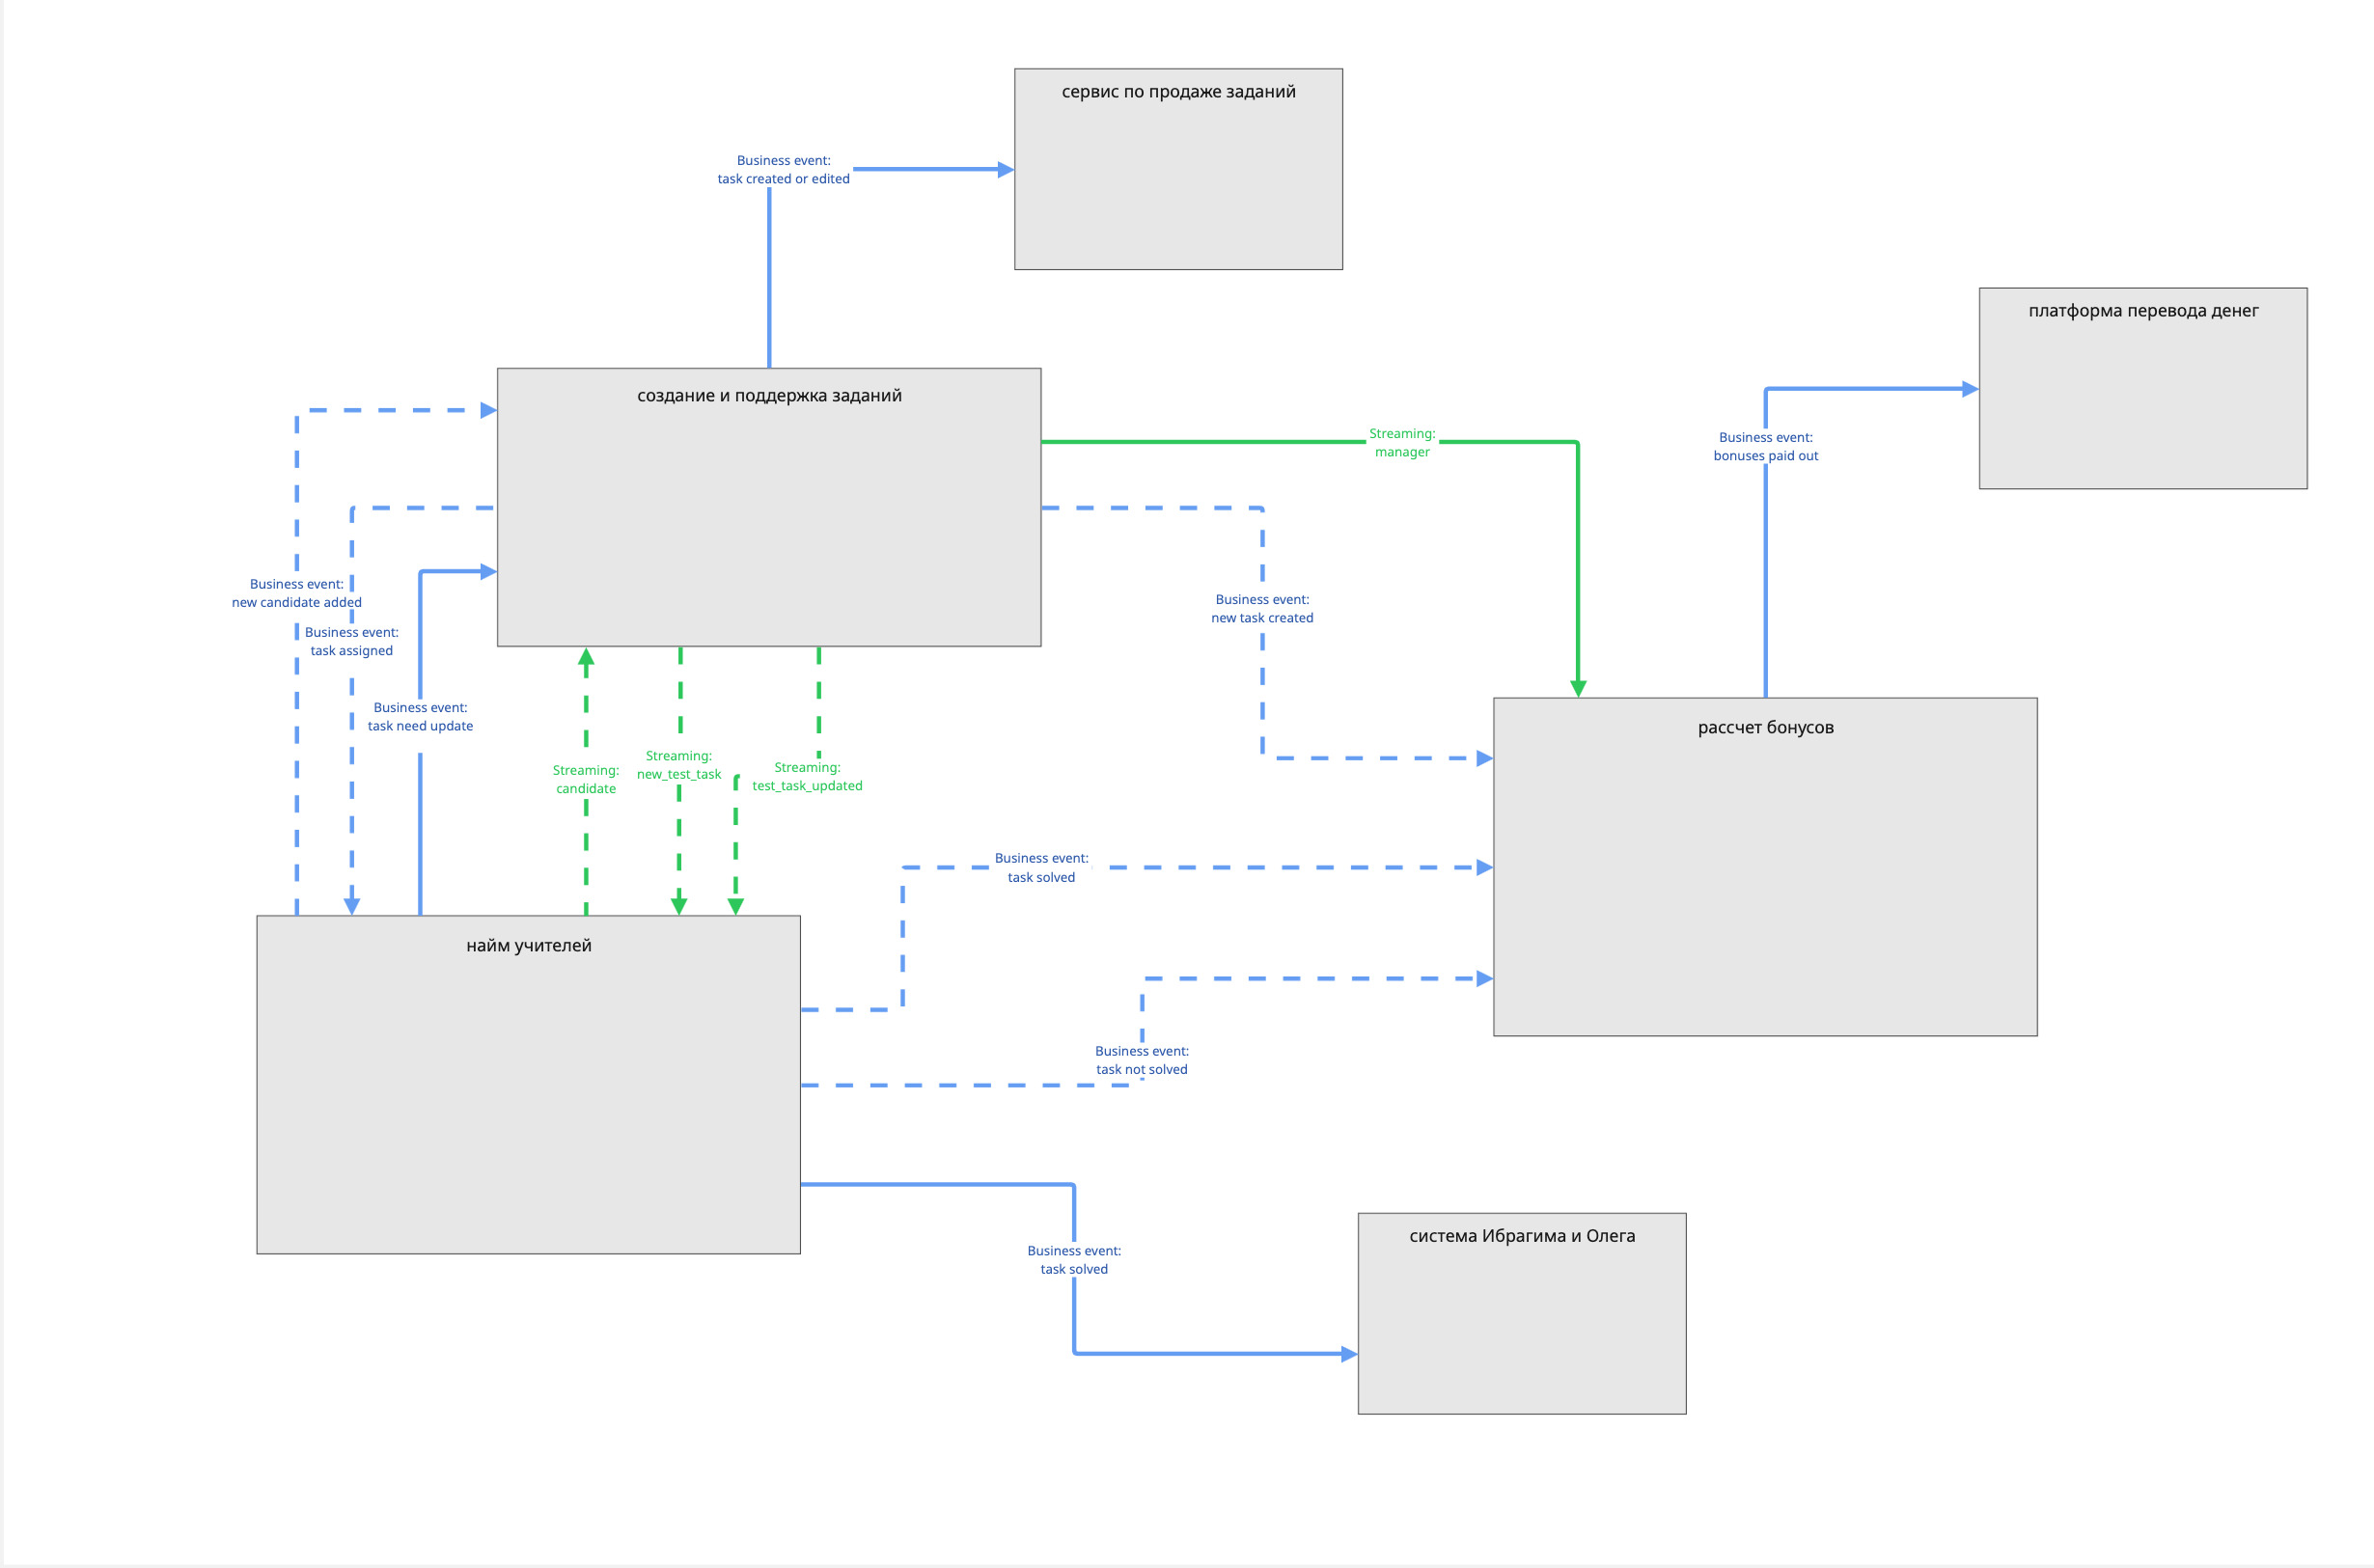 сервис по продаже заданий
Business event:
task created or edited
платформа перевода денег
создание и поддержка заданий
Streaming:
manager
Business event:
bonuses paid out
Business event:
new candidate added
Business event:
new task created
Business event:
task assigned
Business event:
task need update
рассчет бонусов
Streaming:
candidate
Streaming:
new_test_task
Streaming:
test_task_updated
Business event:
task solved
найм учителей
Business event:
task not solved
система Ибрагима и Олега
Business event:
task solved